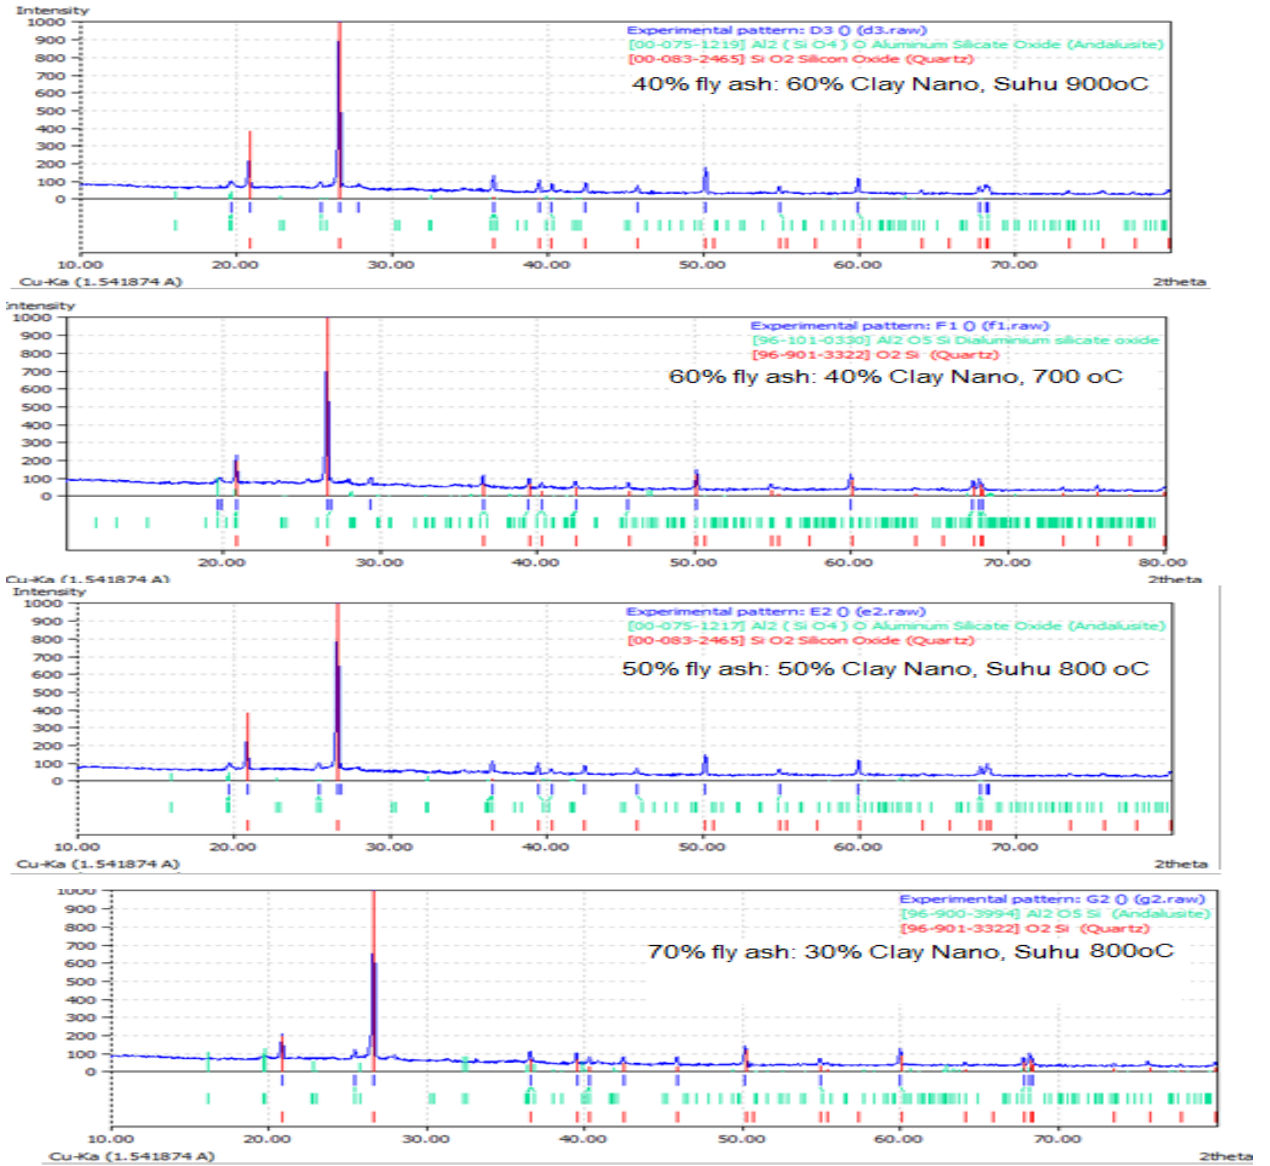 Intensity
1000
Experimental pattern: D3 () (d3.raw)
900
[00-075-1219] Al2 ( Si O4 ) O Aluminum Silicate Oxide (Andalusite)
800
[00-083-2465] Si O2 Silicon Oxide (Quartz)
700
40% fly ash: 60% Clay Nano, Suhu 900oC
600
500
400
300
200
100
0
10.00 20.00 30.00 40.00 50.00 60.00 70.00
Cu-Ka (1.541874 A) 2theta
Intensity
1000
Experimental pattern: F1 () (f1.raw)
900
[96-101-0330] Al2 O5 Si Dialuminium silicate oxide
800
[96-901-3322] O2 Si (Quartz)
700
60% fly ash: 40% Clay Nano, 700 oC
600
500
400
300
200
100
0
20.00 30.00 40.00 50.00 60.00 70.00 80.00
Cu-Ka (1.541874 A) 2theta
Intensity
1000
Experimental pattern: E2 () (e2.raw)
900
[00-075-1217] Al2 ( Si O4 ) O Aluminum Silicate Oxide (Andalusite)
800
[00-083-2465] Si O2 Silicon Oxide (Quartz)
700
50% fly ash: 50% Clay Nano, Suhu 800 oC
600
500
400
300
200
100
0
10.00 20.00 30.00 40.00 50.00 60.00 70.00
Cu-Ka (1.541874 A) 2theta
1000
Experimental pattern: G2 () (g2.raw)
900
[96-900-3994] Al2 O5 Si (Andalusite)
800
[96-901-3322] O2 Si (Quartz)
700
70% fly ash: 30% Clay Nano, Suhu 800oC
600
500
400
300
200
100
0
10.00 20.00 30.00 40.00 50.00 60.00 70.00
Cu-Ka (1.541874 A) 2theta